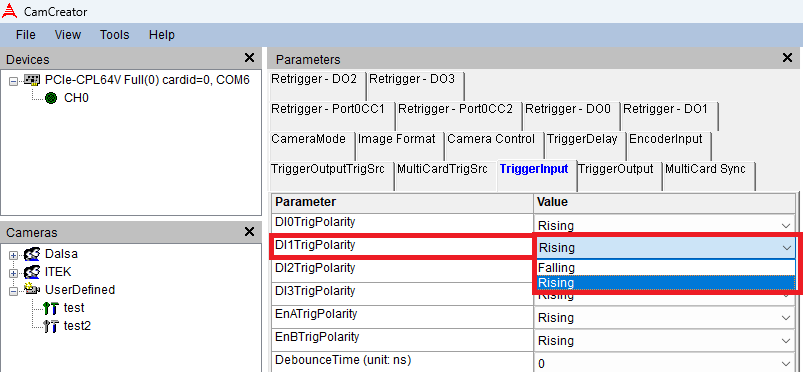 CamCreator
File View Tools Help
Devices
PCIe-CPL64V Full(0) cardid=0, COM6
CH0
Cameras
Dalsa
ITEK
UserDefined
test
test2
Parameters
Retrigger - DO2 Retrigger - DO3
Retrigger - Port0CC1 Retrigger - Port0CC2 Retrigger - DO0 Retrigger - DO1
CameraMode Image Format Camera Control TriggerDelay EncoderInput
TriggerOutputTrigSrc MultiCardTrigSrc TriggerInput TriggerOutput MultiCard Sync
Parameter Value
DI0TrigPolarity Rising
DI1TrigPolarity Rising
Falling
DI2TrigPolarity
Rising
DI3TrigPolarity Rising
EnATrigPolarity Rising
EnBTrigPolarity Rising
DebounceTime (unit: ns) 0